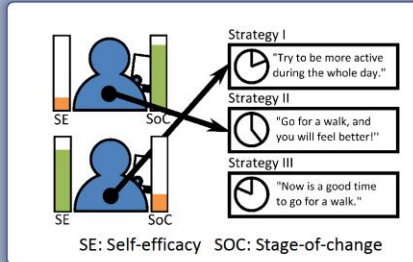 Strategy I
"Try to be more active
during the whole day."
SE
SoC
Strategy II
"Go for a walk, and
you will feel better!"
Strategy III
"Now is a good time
to go for a walk."
SE
SoC
SE: Self-efficacy SOC: Stage-of-change